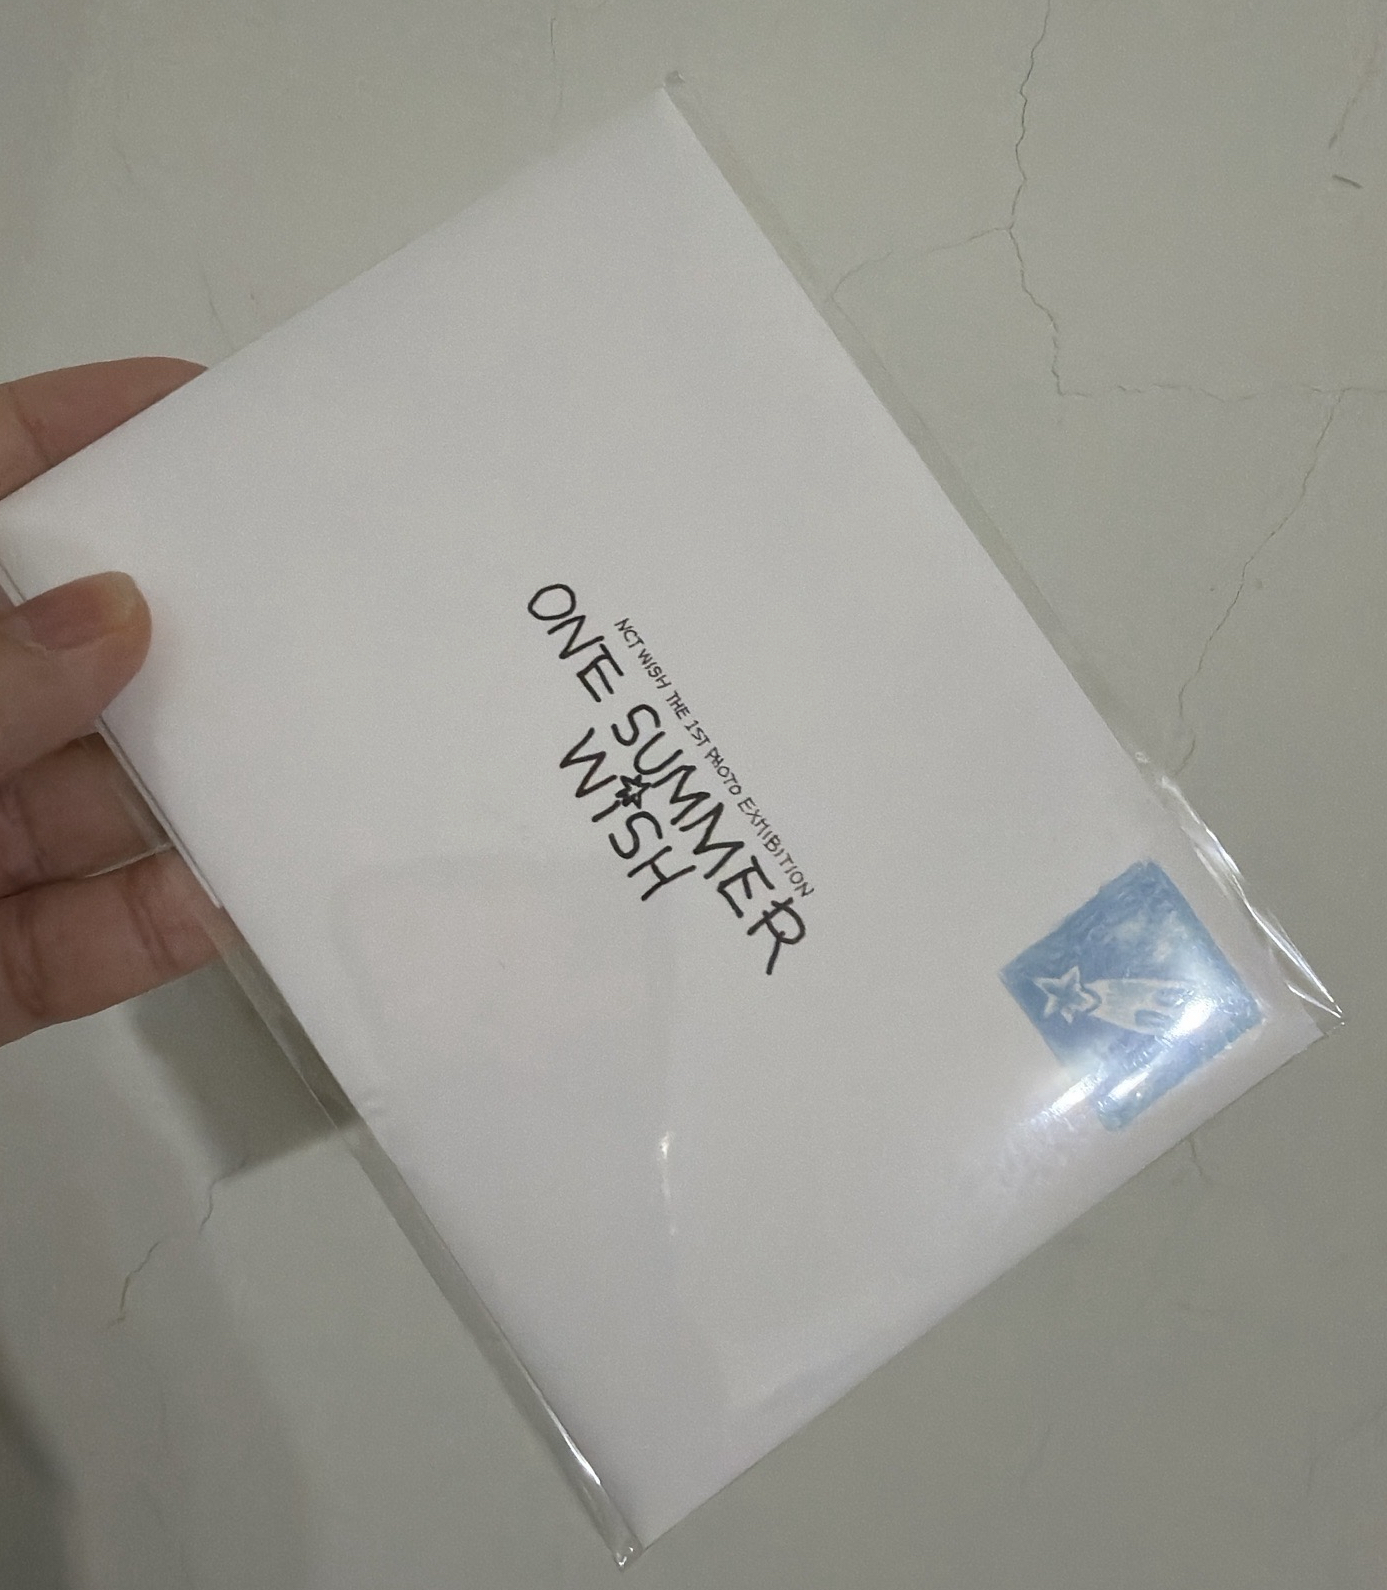 NCT WISH THE 1ST PHOTO EXHIBITION
ONE SUMMER
WISH